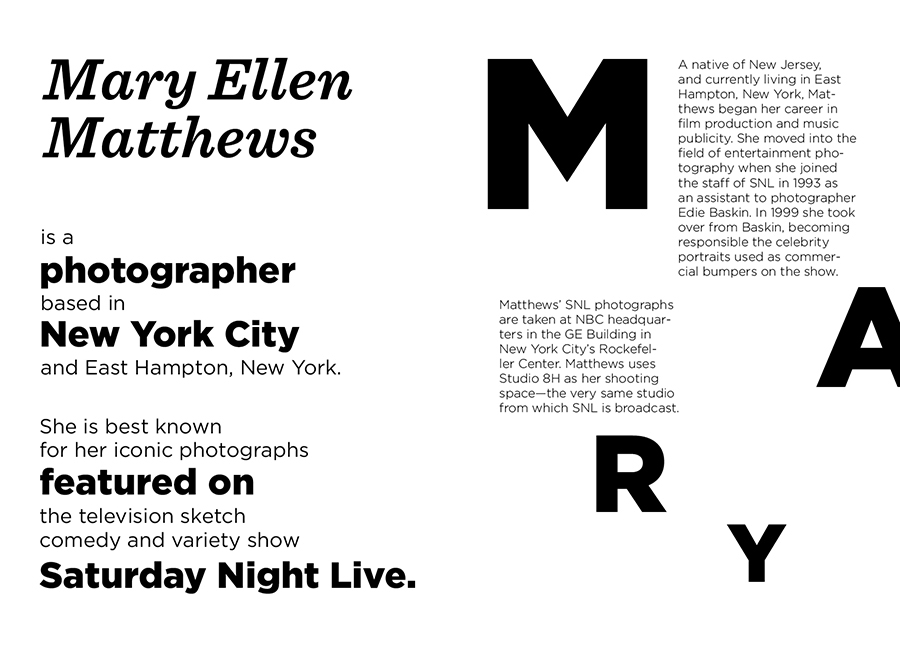 Mary Ellen
Matthews
is a
photographer
based in
New York City
and East Hampton, New York.
She is best known
for her iconic photographs
featured on
the television sketch
comedy and variety show
Saturday Night Live.
M
A native of New Jersey,
and currently living in East
Hampton, New York, Mat-
thews began her career in
film production and music
publicity. She moved into the
field of entertainment pho-
tography when she joined
the staff of SNL in 1993 as
an assistant to photographer
Edie Baskin. In 1999 she took
over from Baskin, becoming
responsible the celebrity
portraits used as commer-
cial bumpers on the show.
A
Matthews’ SNL photographs
are taken at NBC headquar-
ters in the GE Building in
New York City’s Rockefel-
ler Center. Matthews uses
Studio 8H as her shooting
space—the very same studio
from which SNL is broadcast.
R
Y